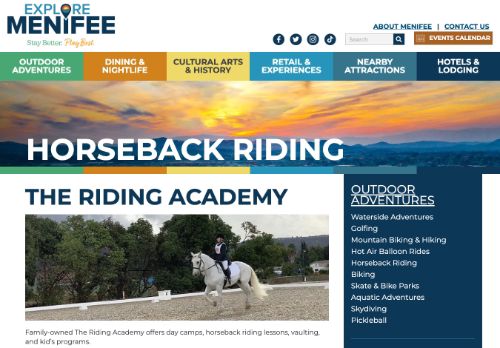 EXPLORE
MENIFEE
Stay Better. Play Best.
ABOUT MENIFEE | CONTACT US
Search
EVENTS CALENDAR
OUTDOOR ADVENTURES
DINING & NIGHTLIFE
CULTURAL ARTS & HISTORY
RETAIL & EXPERIENCES
NEARBY ATTRACTIONS
HOTELS & LODGING
HORSEBACK RIDING
THE RIDING ACADEMY
Family-owned The Riding Academy offers day camps, horseback riding lessons, vaulting,
and kid's programs.
OUTDOOR
ADVENTURES
Waterside Adventures
Golfing
Mountain Biking & Hiking
Hot Air Balloon Rides
Horseback Riding
Biking
Skate & Bike Parks
Aquatic Adventures
Skydiving
Pickleball